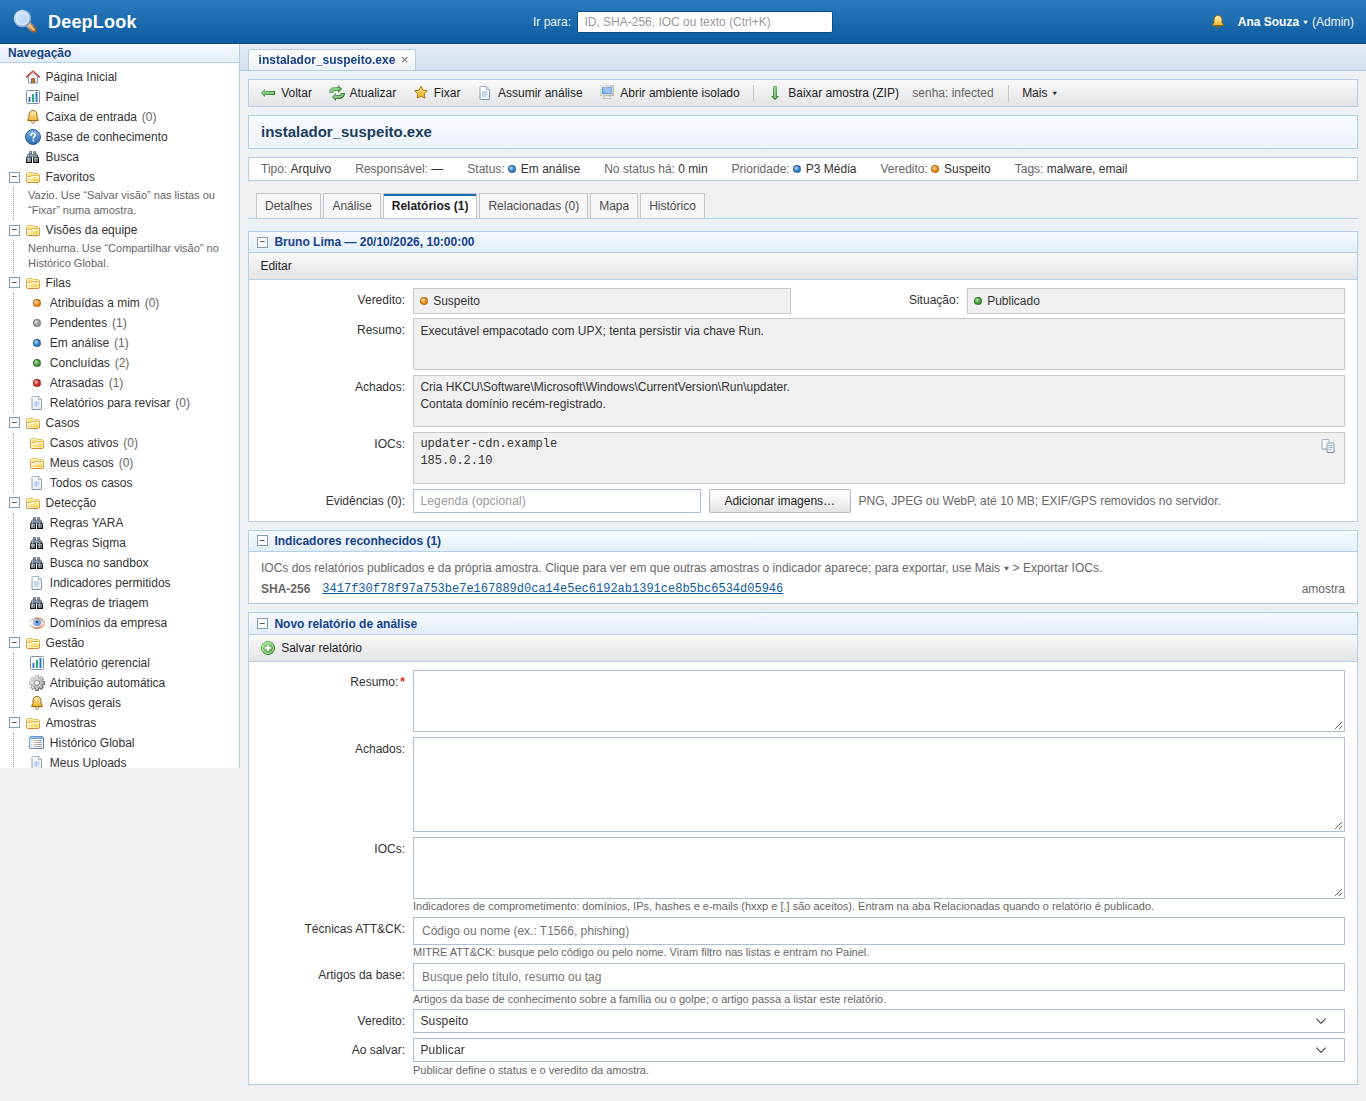 DeepLook
Ir para: ID, SHA-256, IOC ou texto (Ctrl+K)
Ana Souza ▾ (Admin)
Navegação
Página Inicial
Painel
Caixa de entrada (0)
Base de conhecimento
Busca
Favoritos
Vazio. Use “Salvar visão” nas listas ou
“Fixar” numa amostra.
Visões da equipe
Nenhuma. Use “Compartilhar visão” no
Histórico Global.
Filas
Atribuídas a mim (0)
Pendentes (1)
Em análise (1)
Concluídas (2)
Atrasadas (1)
Relatórios para revisar (0)
Casos
Casos ativos (0)
Meus casos (0)
Todos os casos
Detecção
Regras YARA
Regras Sigma
Busca no sandbox
Indicadores permitidos
Regras de triagem
Domínios da empresa
Gestão
Relatório gerencial
Atribuição automática
Avisos gerais
Amostras
Histórico Global
Meus Uploads
instalador_suspeito.exe ×
Voltar Atualizar Fixar Assumir análise Abrir ambiente isolado Baixar amostra (ZIP) senha: infected Mais ▾
instalador_suspeito.exe
Tipo: Arquivo Responsável: — Status: Em análise No status há: 0 min Prioridade: P3 Média Veredito: Suspeito Tags: malware, email
Detalhes Análise Relatórios (1) Relacionadas (0) Mapa Histórico
Bruno Lima — 20/10/2026, 10:00:00
Editar
Veredito: Suspeito Situação: Publicado
Resumo: Executável empacotado com UPX; tenta persistir via chave Run.
Achados: Cria HKCU\Software\Microsoft\Windows\CurrentVersion\Run\updater.
Contata domínio recém-registrado.
IOCs: updater-cdn.example
185.0.2.10
Evidências (0): Legenda (opcional) Adicionar imagens… PNG, JPEG ou WebP, até 10 MB; EXIF/GPS removidos no servidor.
Indicadores reconhecidos (1)
IOCs dos relatórios publicados e da própria amostra. Clique para ver em que outras amostras o indicador aparece; para exportar, use Mais ▾ > Exportar IOCs.
SHA-256 3417f30f78f97a753be7e167889d0ca14e5ec6192ab1391ce8b5bc6534d05946 amostra
Novo relatório de análise
Salvar relatório
Resumo:*
Achados:
IOCs:
Indicadores de comprometimento: domínios, IPs, hashes e e-mails (hxxp e [.] são aceitos). Entram na aba Relacionadas quando o relatório é publicado.
Técnicas ATT&CK: Código ou nome (ex.: T1566, phishing)
MITRE ATT&CK: busque pelo código ou pelo nome. Viram filtro nas listas e entram no Painel.
Artigos da base: Busque pelo título, resumo ou tag
Artigos da base de conhecimento sobre a família ou o golpe; o artigo passa a listar este relatório.
Veredito: Suspeito
Ao salvar: Publicar
Publicar define o status e o veredito da amostra.